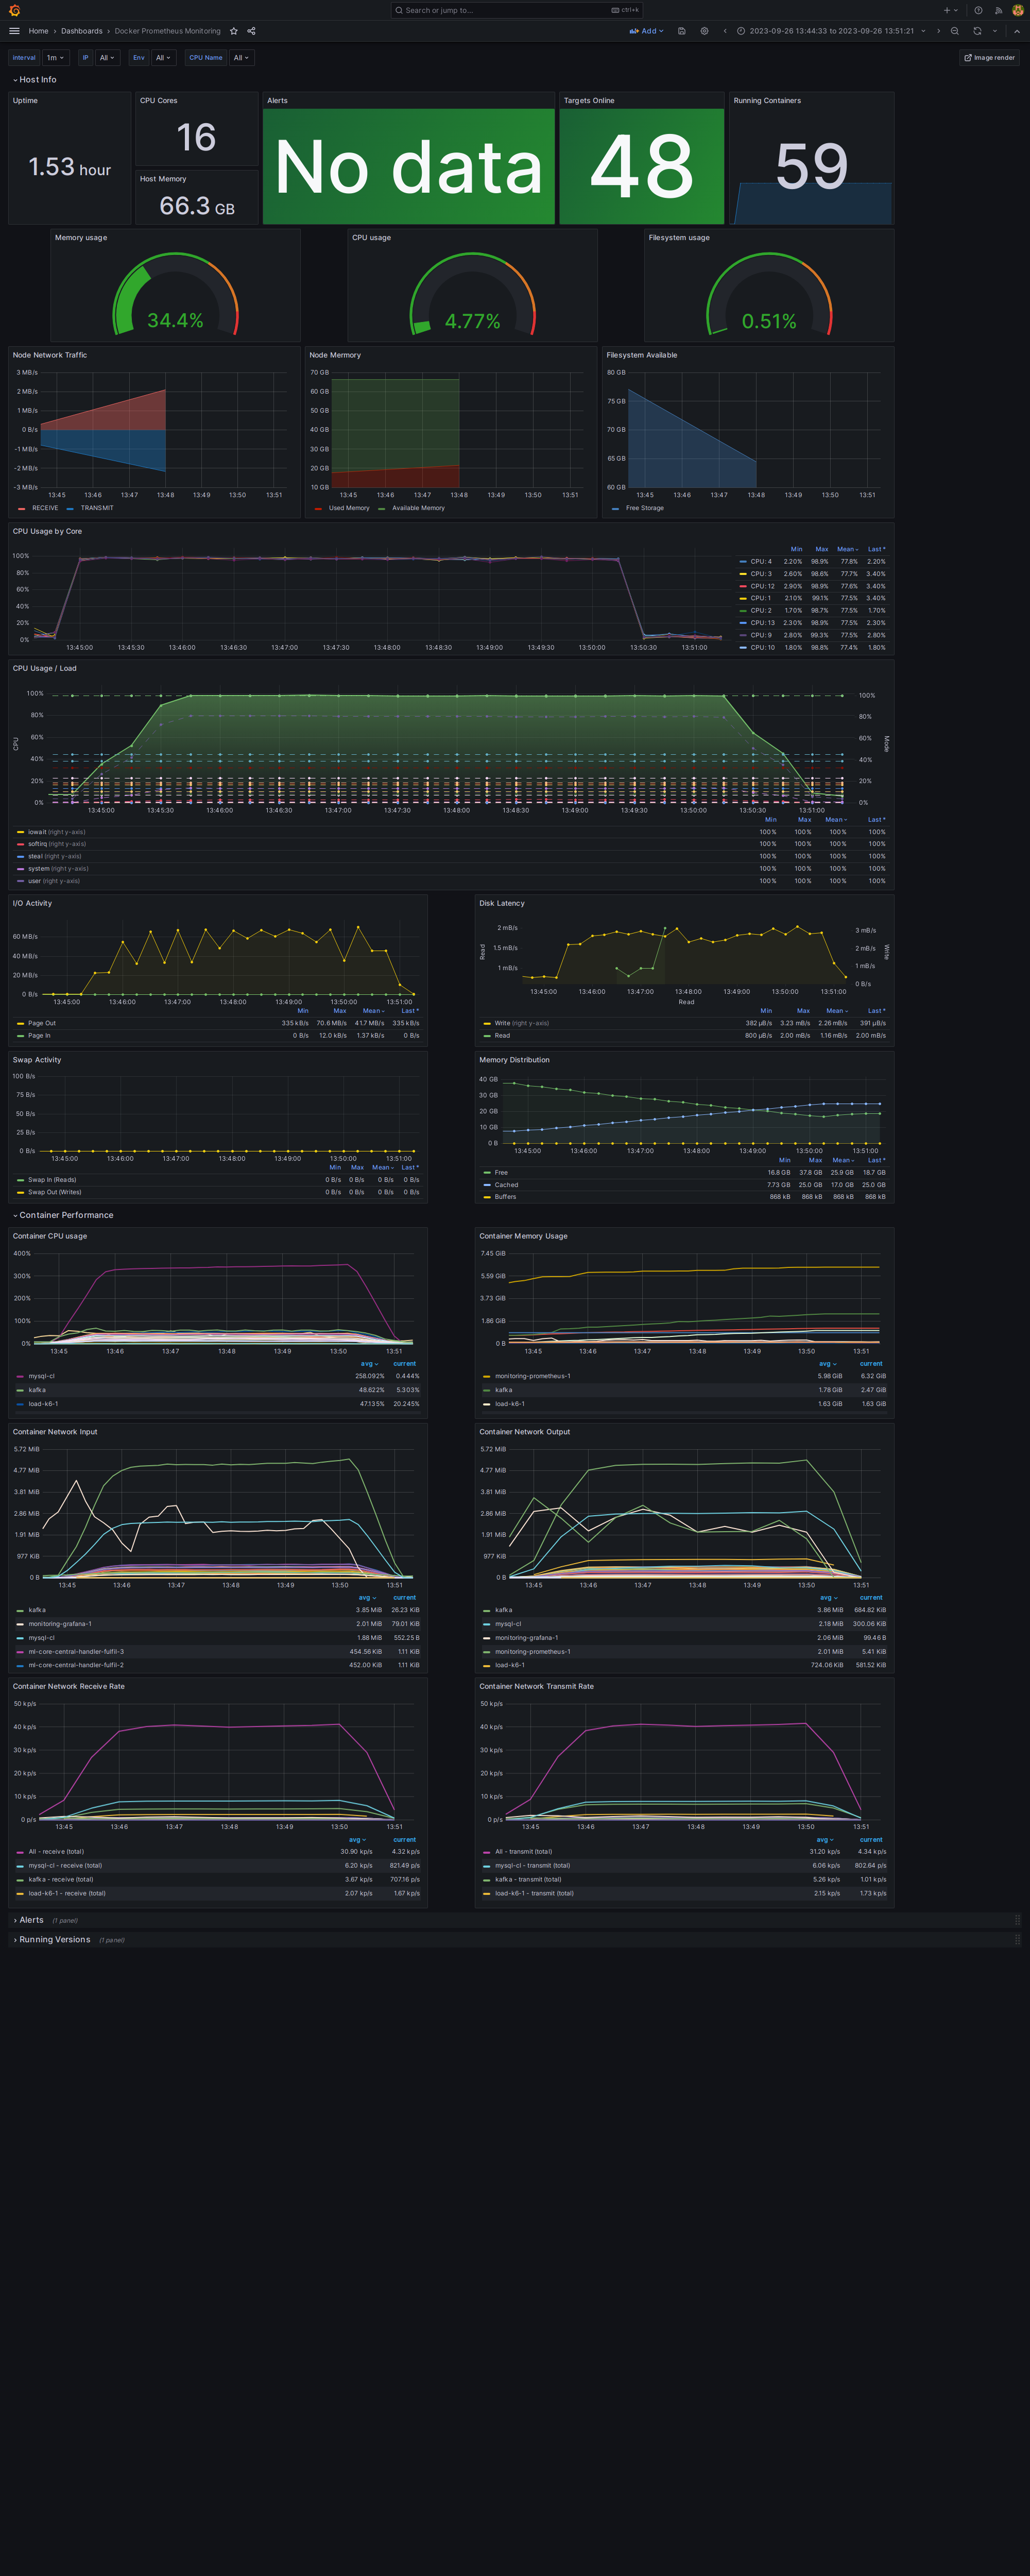 Search or jump to... ctrl+k
Home › Dashboards › Docker Prometheus Monitoring Add 2023-09-26 13:44:33 to 2023-09-26 13:51:21
Interval 1m IP All Env All CPU Name All Image render
Host Info
Uptime CPU Cores Alerts Targets Online Running Containers
1.53 hour 16 No data 48 59
Host Memory
66.3 GB
Memory usage CPU usage Filesystem usage
34.4% 4.77% 0.51%
Node Network Traffic
3 MB/s
2 MB/s
1 MB/s
0 B/s
-1 MB/s
-2 MB/s
-3 MB/s
13:45 13:46 13:47 13:48 13:49 13:50 13:51
RECEIVE TRANSMIT
Node Mermory
70 GB
60 GB
50 GB
40 GB
30 GB
20 GB
10 GB
13:45 13:46 13:47 13:48 13:49 13:50 13:51
Used Memory Available Memory
Filesystem Available
80 GB
75 GB
70 GB
65 GB
60 GB
13:45 13:46 13:47 13:48 13:49 13:50 13:51
Free Storage
CPU Usage by Core
100%
80%
60%
40%
20%
0%
13:45:00 13:45:30 13:46:00 13:46:30 13:47:00 13:47:30 13:48:00 13:48:30 13:49:00 13:49:30 13:50:00 13:50:30 13:51:00
Min Max Mean Last *
CPU: 4 2.20% 98.9% 77.8% 2.20%
CPU: 3 2.60% 98.6% 77.7% 3.40%
CPU: 12 2.90% 98.9% 77.6% 3.40%
CPU: 1 2.10% 99.1% 77.5% 3.40%
CPU: 2 1.70% 98.7% 77.5% 1.70%
CPU: 13 2.30% 98.9% 77.5% 2.30%
CPU: 9 2.80% 99.3% 77.5% 2.80%
CPU: 10 1.80% 98.8% 77.4% 1.80%
CPU Usage / Load
100% 100%
80% 80%
60% 60%
CPU Mode
40% 40%
20% 20%
0% 0%
13:45:00 13:45:30 13:46:00 13:46:30 13:47:00 13:47:30 13:48:00 13:48:30 13:49:00 13:49:30 13:50:00 13:50:30 13:51:00
Min Max Mean Last *
iowait (right y-axis) 100% 100% 100% 100%
softirq (right y-axis) 100% 100% 100% 100%
steal (right y-axis) 100% 100% 100% 100%
system (right y-axis) 100% 100% 100% 100%
user (right y-axis) 100% 100% 100% 100%
I/O Activity
60 MB/s
40 MB/s
20 MB/s
0 B/s
13:45:00 13:46:00 13:47:00 13:48:00 13:49:00 13:50:00 13:51:00
Min Max Mean Last *
Page Out 335 kB/s 70.6 MB/s 41.7 MB/s 335 kB/s
Page In 0 B/s 12.0 kB/s 1.37 kB/s 0 B/s
Disk Latency
2 mB/s 3 mB/s
1.5 mB/s 2 mB/s
Read Write
1 mB/s 1 mB/s
0 B/s
13:45:00 13:46:00 13:47:00 13:48:00 13:49:00 13:50:00 13:51:00
Read
Min Max Mean Last *
Write (right y-axis) 382 µB/s 3.23 mB/s 2.26 mB/s 391 µB/s
Read 800 µB/s 2.00 mB/s 1.16 mB/s 2.00 mB/s
Swap Activity
100 B/s
75 B/s
50 B/s
25 B/s
0 B/s
13:45:00 13:46:00 13:47:00 13:48:00 13:49:00 13:50:00 13:51:00
Min Max Mean Last *
Swap In (Reads) 0 B/s 0 B/s 0 B/s 0 B/s
Swap Out (Writes) 0 B/s 0 B/s 0 B/s 0 B/s
Memory Distribution
40 GB
30 GB
20 GB
10 GB
0 B
13:45:00 13:46:00 13:47:00 13:48:00 13:49:00 13:50:00 13:51:00
Min Max Mean Last *
Free 16.8 GB 37.8 GB 25.9 GB 18.7 GB
Cached 7.73 GB 25.0 GB 17.0 GB 25.0 GB
Buffers 868 kB 868 kB 868 kB 868 kB
Container Performance
Container CPU usage
400%
300%
200%
100%
0%
13:45 13:46 13:47 13:48 13:49 13:50 13:51
avg current
mysql-cl 258.092% 0.444%
kafka 48.622% 5.303%
load-k6-1 47.135% 20.245%
Container Memory Usage
7.45 GiB
5.59 GiB
3.73 GiB
1.86 GiB
0 B
13:45 13:46 13:47 13:48 13:49 13:50 13:51
avg current
monitoring-prometheus-1 5.98 GiB 6.32 GiB
kafka 1.78 GiB 2.47 GiB
load-k6-1 1.63 GiB 1.63 GiB
Container Network Input
5.72 MiB
4.77 MiB
3.81 MiB
2.86 MiB
1.91 MiB
977 KiB
0 B
13:45 13:46 13:47 13:48 13:49 13:50 13:51
avg current
kafka 3.85 MiB 26.23 KiB
monitoring-grafana-1 2.01 MiB 79.01 KiB
mysql-cl 1.88 MiB 552.25 B
ml-core-central-handler-fulfil-3 454.56 KiB 1.11 KiB
ml-core-central-handler-fulfil-2 452.00 KiB 1.11 KiB
Container Network Output
5.72 MiB
4.77 MiB
3.81 MiB
2.86 MiB
1.91 MiB
977 KiB
0 B
13:45 13:46 13:47 13:48 13:49 13:50 13:51
avg current
kafka 3.86 MiB 684.82 KiB
mysql-cl 2.18 MiB 300.06 KiB
monitoring-grafana-1 2.06 MiB 99.46 B
monitoring-prometheus-1 2.01 MiB 5.41 KiB
load-k6-1 724.06 KiB 581.52 KiB
Container Network Receive Rate
50 kp/s
40 kp/s
30 kp/s
20 kp/s
10 kp/s
0 p/s
13:45 13:46 13:47 13:48 13:49 13:50 13:51
avg current
All - receive (total) 30.90 kp/s 4.32 kp/s
mysql-cl - receive (total) 6.20 kp/s 821.49 p/s
kafka - receive (total) 3.67 kp/s 707.16 p/s
load-k6-1 - receive (total) 2.07 kp/s 1.67 kp/s
Container Network Transmit Rate
50 kp/s
40 kp/s
30 kp/s
20 kp/s
10 kp/s
0 p/s
13:45 13:46 13:47 13:48 13:49 13:50 13:51
avg current
All - transmit (total) 31.20 kp/s 4.34 kp/s
mysql-cl - transmit (total) 6.06 kp/s 802.64 p/s
kafka - transmit (total) 5.26 kp/s 1.01 kp/s
load-k6-1 - transmit (total) 2.15 kp/s 1.73 kp/s
Alerts (1 panel)
Running Versions (1 panel)